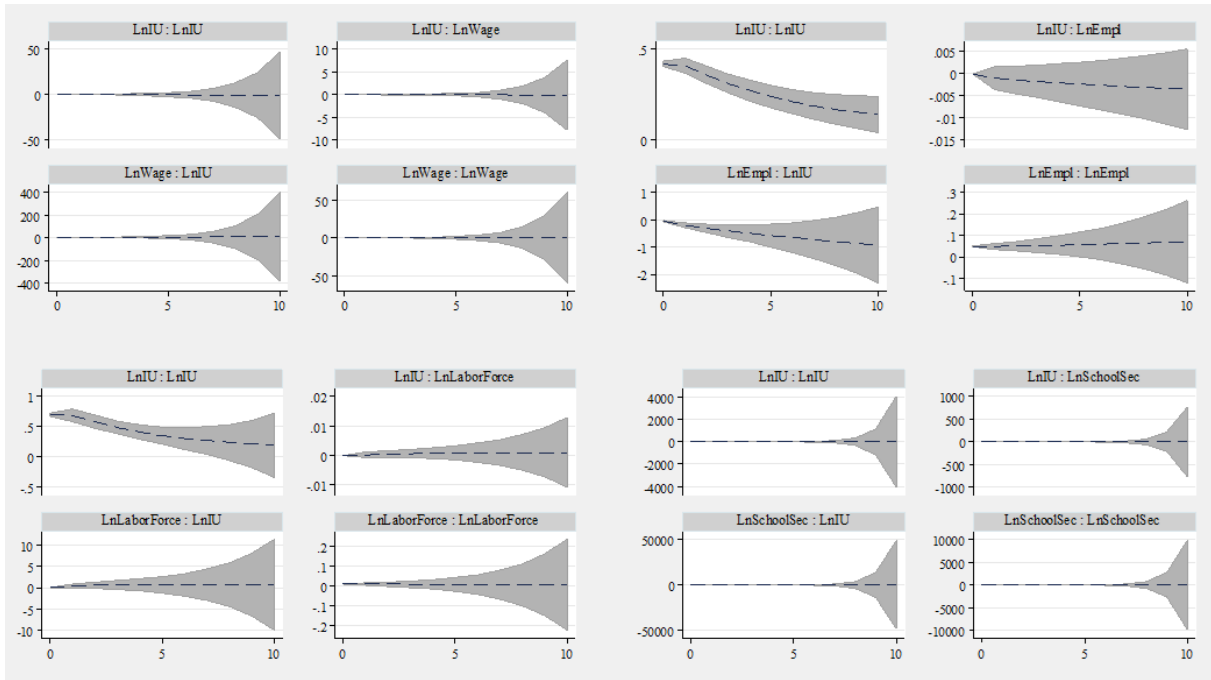 LnIU : LnIU
50
0
-50
LnIU : LnWage
10
5
0
-5
-10
LnWage : LnIU
400
200
0
-200
-400
0 5 10
LnWage : LnWage
50
0
-50
0 5 10
LnIU : LnIU
.5
0
LnIU : LnEmpl
.005
0
-.005
-.01
-.015
LnEmpl : LnIU
1
0
-1
-2
0 5 10
LnEmpl : LnEmpl
.3
.2
.1
0
-.1
0 5 10
LnIU : LnIU
1
.5
0
-.5
LnIU : LnLaborForce
.02
.01
0
-.01
LnLaborForce : LnIU
10
5
0
-5
-10
0 5 10
LnLaborForce : LnLaborForce
.2
.1
0
-.1
-.2
0 5 10
LnIU : LnIU
4000
2000
0
-2000
-4000
LnIU : LnSchoolSec
1000
500
0
-500
-1000
LnSchoolSec : LnIU
50000
0
-50000
0 5 10
LnSchoolSec : LnSchoolSec
10000
5000
0
-5000
-10000
0 5 10